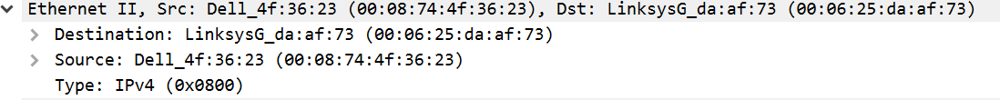 Ethernet II, Src: Dell_4f:36:23 (00:08:74:4f:36:23), Dst: LinksysG_da:af:73 (00:06:25:da:af:73)
Destination: LinksysG_da:af:73 (00:06:25:da:af:73)
Source: Dell_4f:36:23 (00:08:74:4f:36:23)
Type: IPv4 (0x0800)